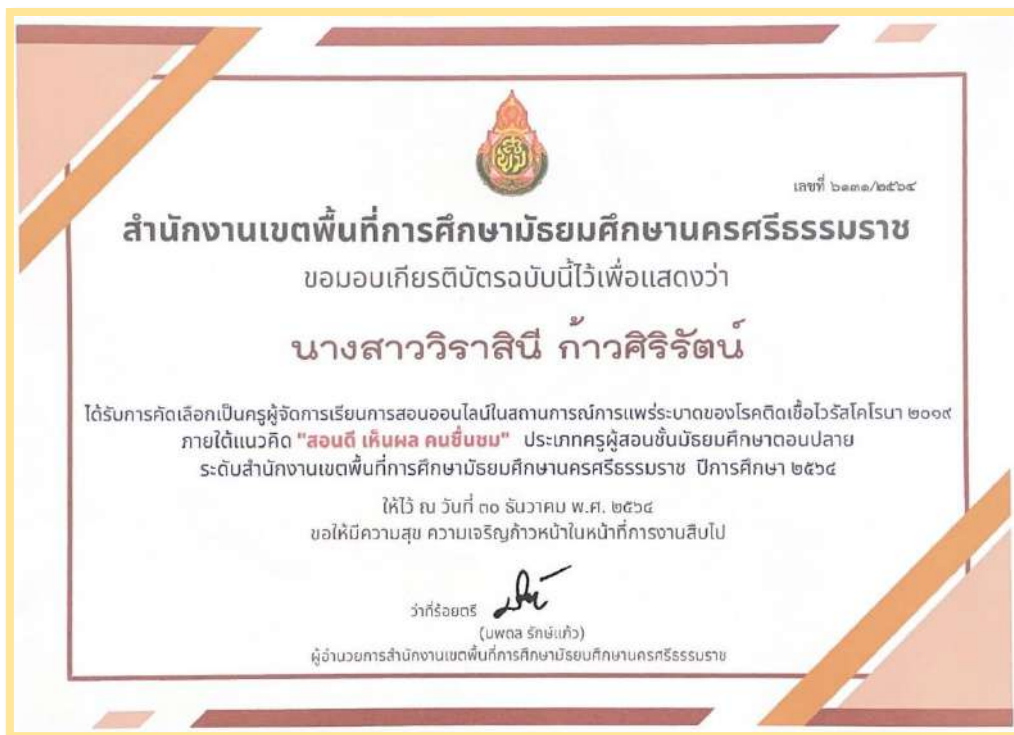 เลขที่ ๖๑๓๑/๒๕๖๔
สำนักงานเขตพื้นที่การศึกษามัธยมศึกษานครศรีธรรมราช
ขอมอบเกียรติบัตรฉบับนี้ไว้เพื่อแสดงว่า
นางสาววิราสินี ก้าวศิริรัตน์
ได้รับการคัดเลือกเป็นครูผู้จัดการเรียนการสอนออนไลน์ในสถานการณ์การแพร่ระบาดของโรคติดเชื้อไวรัสโคโรนา ๒๐๑๙
ภายใต้แนวคิด "สอนดี เห็นผล คนชื่นชม" ประเภทครูผู้สอนชั้นมัธยมศึกษาตอนปลาย
ระดับสำนักงานเขตพื้นที่การศึกษามัธยมศึกษานครศรีธรรมราช ปีการศึกษา ๒๕๖๔
ให้ไว้ ณ วันที่ ๓๐ ธันวาคม พ.ศ. ๒๕๖๔
ขอให้มีความสุข ความเจริญก้าวหน้าในหน้าที่การงานสืบไป
ว่าที่ร้อยตรี
(นพดล รักษ์แก้ว)
ผู้อำนวยการสำนักงานเขตพื้นที่การศึกษามัธยมศึกษานครศรีธรรมราช